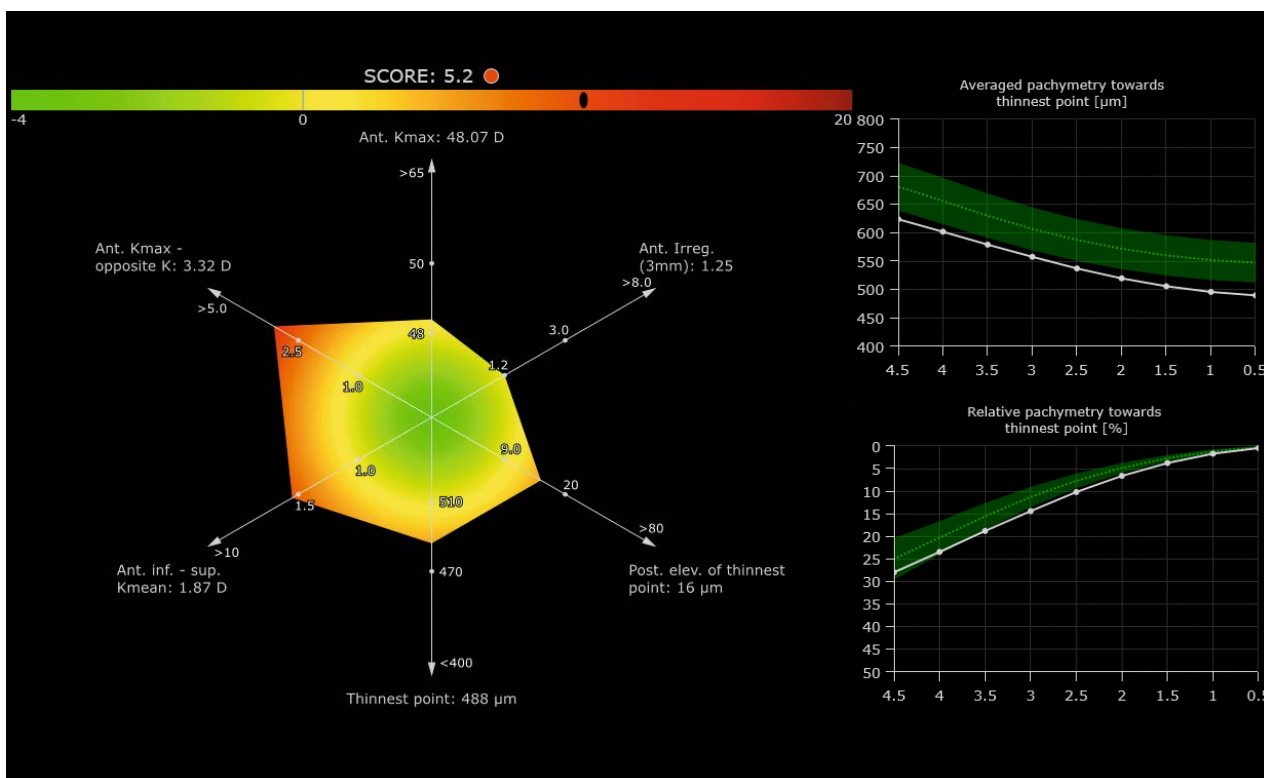 SCORE: 5.2
-4
0
20
Ant. Kmax: 48.07 D
>65
50
48
Ant. Kmax -
opposite K: 3.32 D
>5.0
2.5
1.0
Ant. Irreg.
(3mm): 1.25
>8.0
3.0
1.2
1.0
1.5
>10
Ant. inf. - sup.
Kmean: 1.87 D
9.0
20
>80
Post. elev. of thinnest
point: 16 µm
510
470
<400
Thinnest point: 488 µm
Averaged pachymetry towards
thinnest point [µm]
800
750
700
650
600
550
500
450
400
4.5 4 3.5 3 2.5 2 1.5 1 0.5
Relative pachymetry towards
thinnest point [%]
0
5
10
15
20
25
30
35
40
45
50
4.5 4 3.5 3 2.5 2 1.5 1 0.5